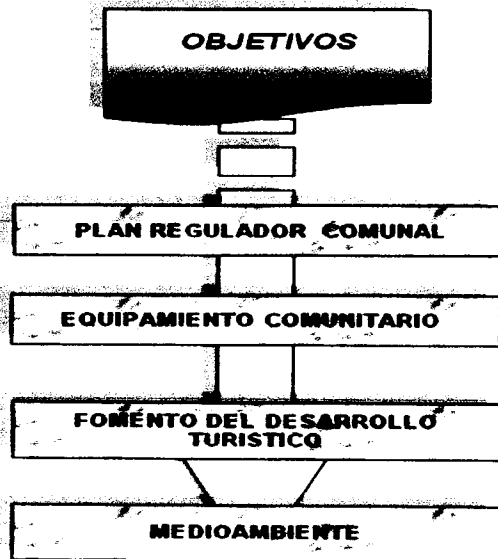 OBJETIVOS
PLAN REGULADOR COMUNAL
EQUIPAMIENTO COMUNITARIO
FOMENTO DEL DESARROLLO
TURISTICO
MEDIOAMBIENTE